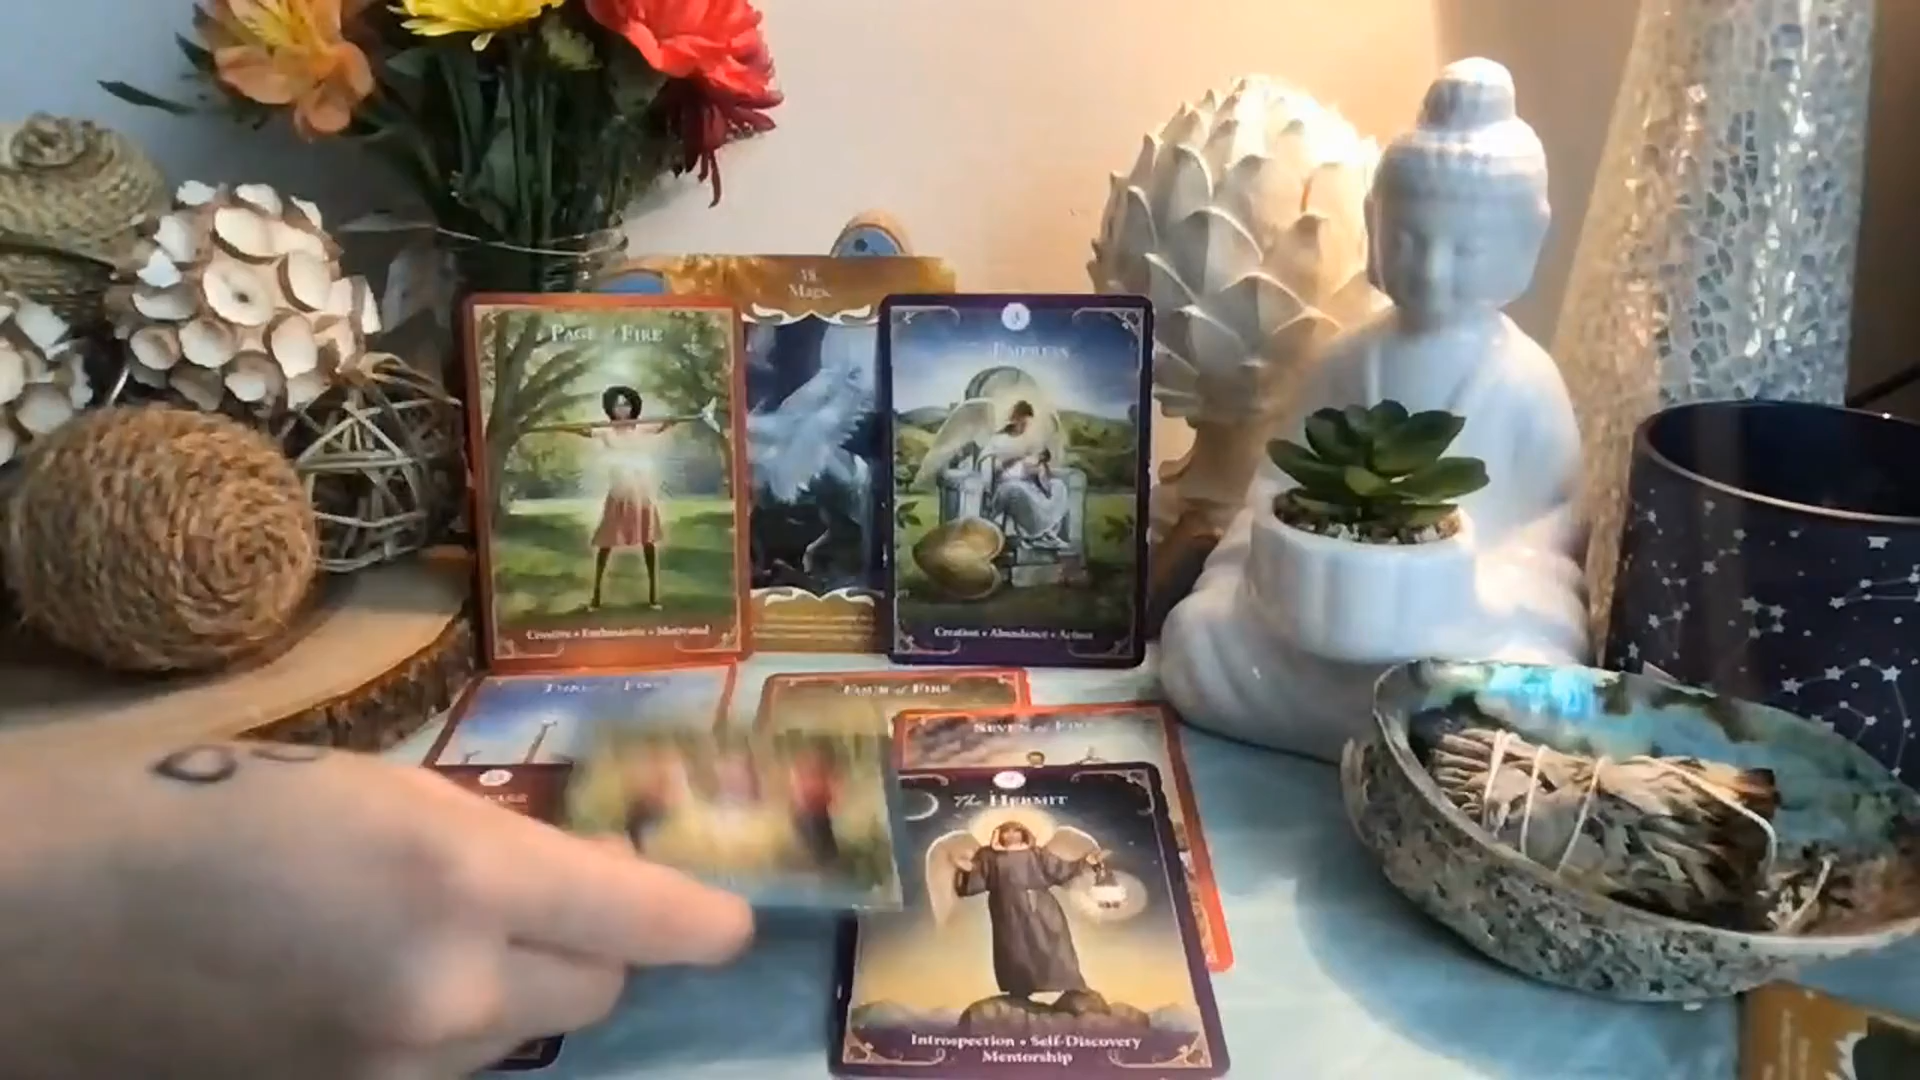 18.
Magic
PAGE of FIRE
3
EMPRESS
Creative • Enthusiastic • Motivated
Creation • Abundance • Action
FOUR of FIRE
SEVEN of FIRE
The HERMIT
Introspection • Self-Discovery
Mentorship